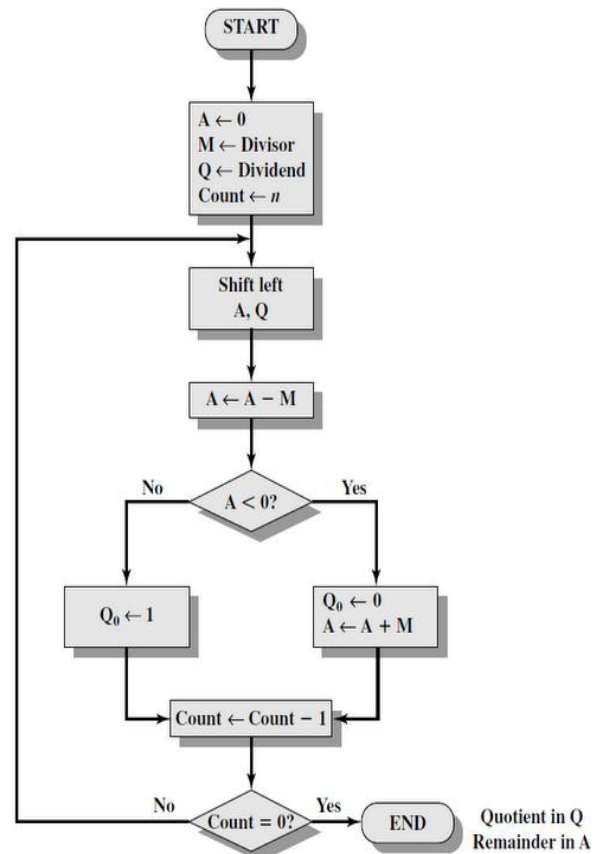 START
A ← 0
M ← Divisor
Q ← Dividend
Count ← n
Shift left
A, Q
A ← A − M
No
A < 0?
Yes
Q₀ ← 1
Q₀ ← 0
A ← A + M
Count ← Count − 1
No
Count = 0?
Yes
END
Quotient in Q
Remainder in A